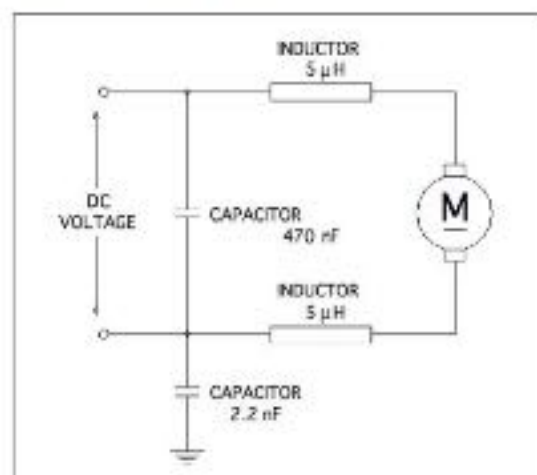 INDUCTOR
5 µH
DC
VOLTAGE
CAPACITOR
470 nF
M
INDUCTOR
5 µH
CAPACITOR
2.2 nF